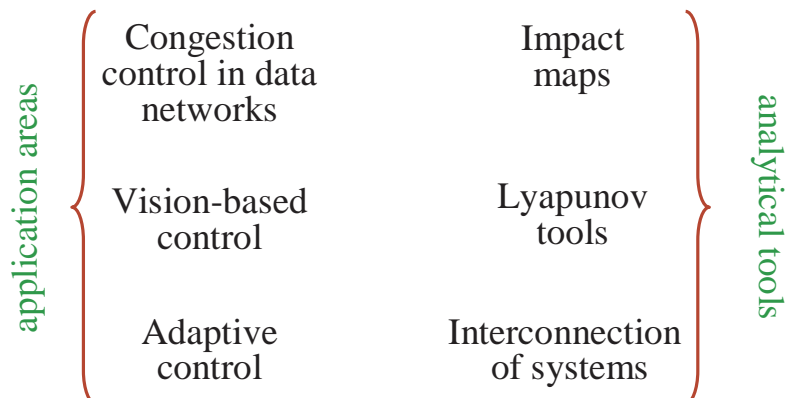 application areas
Congestion
control in data
networks
Vision-based
control
Adaptive
control
Impact
maps
Lyapunov
tools
Interconnection
of systems
analytical tools